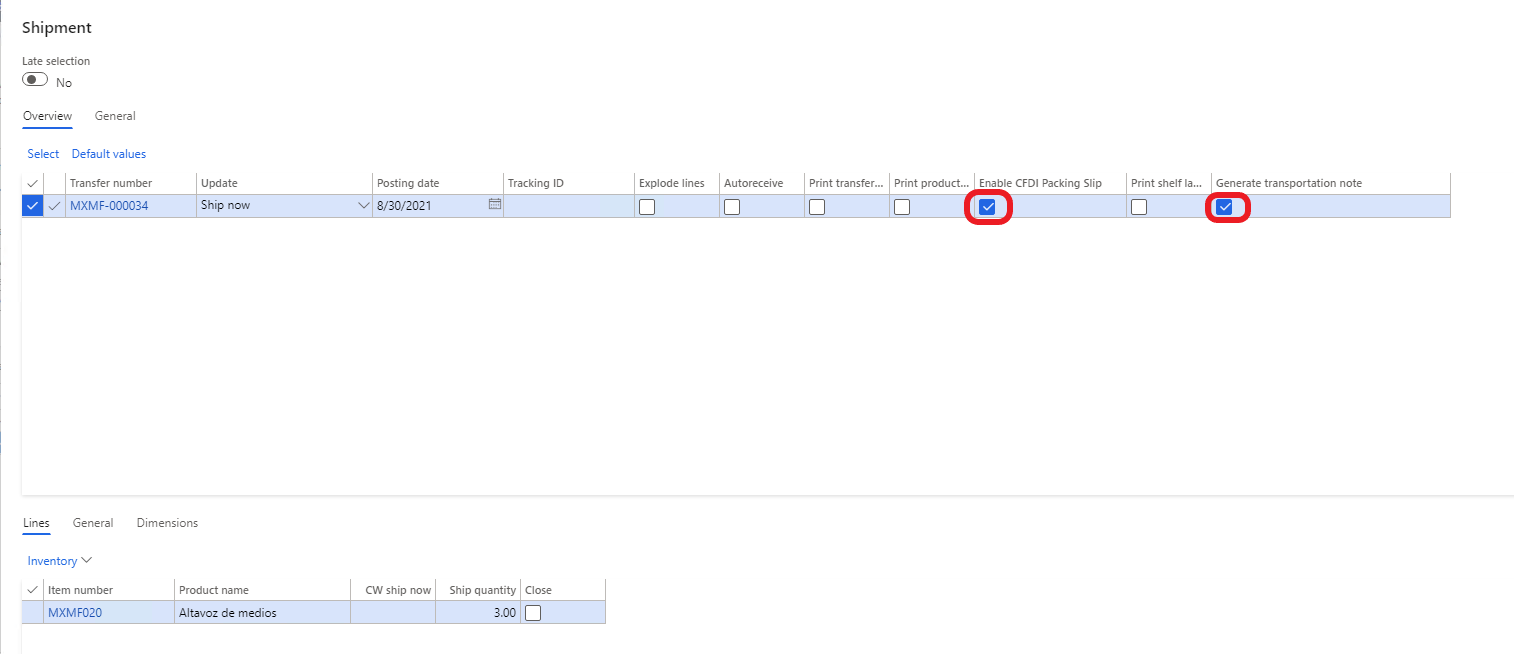 Shipment
Late selection
No
Overview General
Select Default values
Transfer number Update Posting date Tracking ID Explode lines Autoreceive Print transfer... Print product... Enable CFDI Packing Slip Print shelf la... Generate transportation note
MXMF-000034 Ship now 8/30/2021
Lines General Dimensions
Inventory
Item number Product name CW ship now Ship quantity Close
MXMF020 Altavoz de medios 3.00